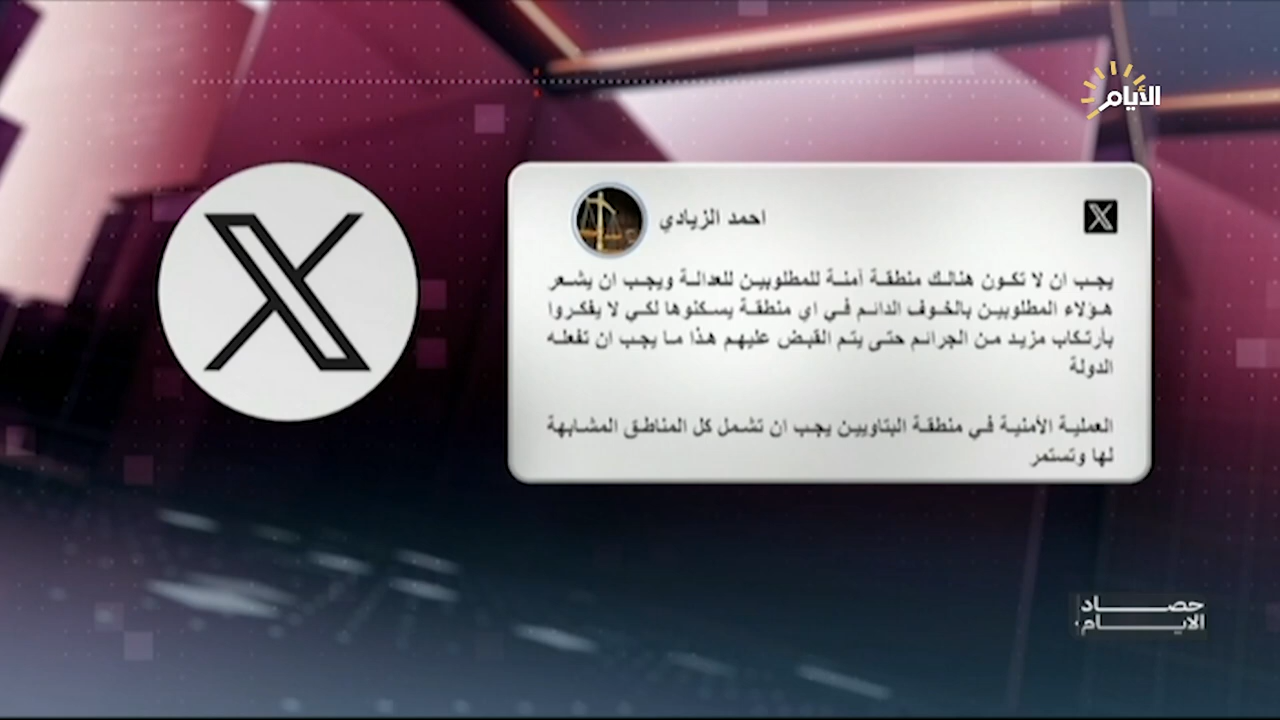 الأيام
احمد الزيادي
يجب ان لا تكون هنالك منطقة آمنة للمطلوبين للعدالة ويجب ان يشعر
هؤلاء المطلوبين بالخوف الدائم في اي منطقة يسكنوها لكي لا يفكروا
بأرتكاب مزيد من الجرائم حتى يتم القبض عليهم هذا ما يجب ان تفعله
الدولة
العملية الأمنية في منطقة البتاويين يجب ان تشمل كل المناطق المشابهة
لها وتستمر
حصاد
الايام